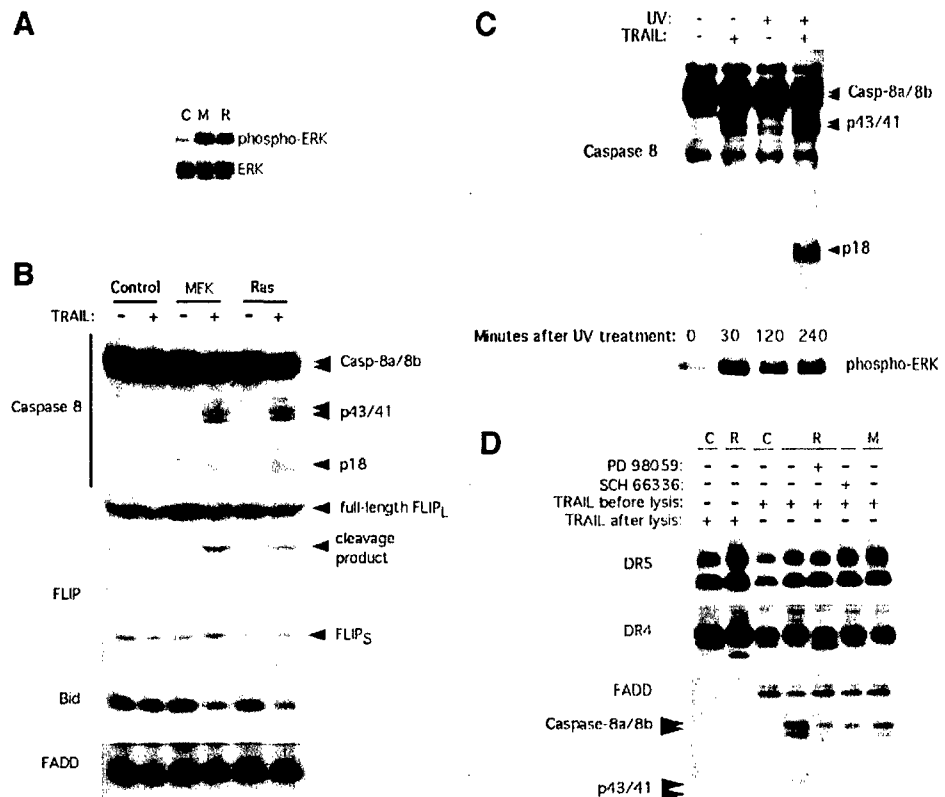 A
C M R
phospho-ERK
ERK
B
Control MEK Ras
TRAIL: - + - + - +
Caspase 8
Casp-8a/8b
p43/41
p18
full-length FLIPL
cleavage
product
FLIP
FLIPS
Bid
FADD
C
UV: - - + +
TRAIL: - + - +
Casp-8a/8b
p43/41
Caspase 8
p18
Minutes after UV treatment: 0 30 120 240
phospho-ERK
D
C R C R M
PD 98059: - - - - + - -
SCH 66336: - - - - - + -
TRAIL before lysis: - - + + + + +
TRAIL after lysis: + + - - - - -
DR5
DR4
FADD
Caspase-8a/8b
p43/41